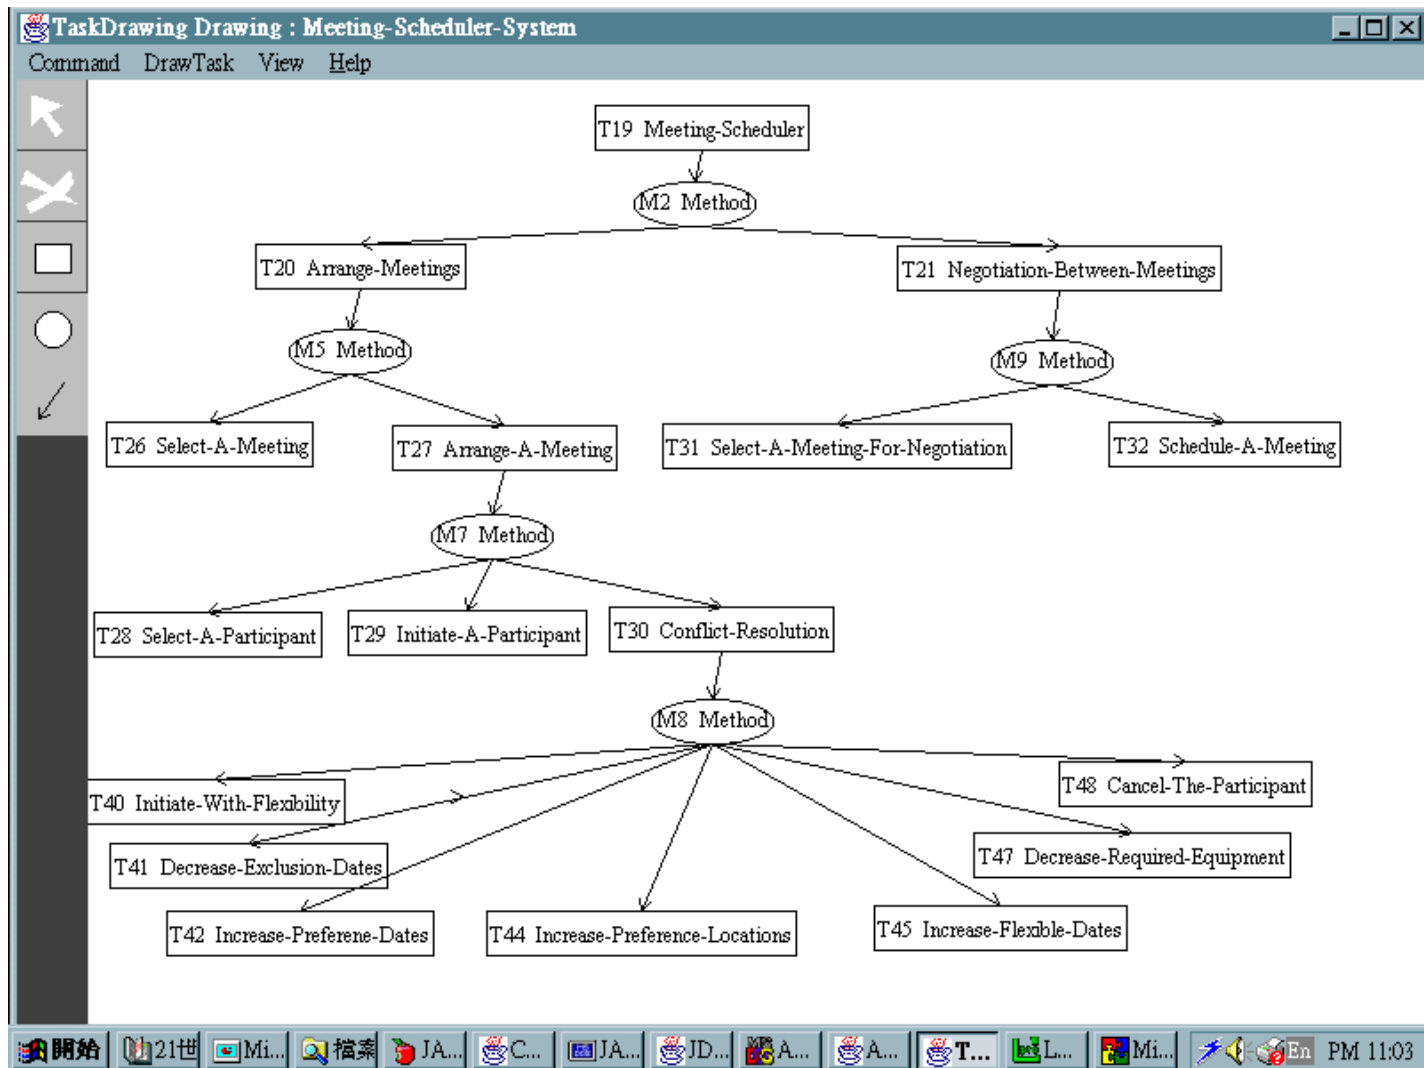 TaskDrawing Drawing : Meeting-Scheduler-System
Command DrawTask View Help
T19 Meeting-Scheduler
M2 Method
T20 Arrange-Meetings
T21 Negotiation-Between-Meetings
M5 Method
M9 Method
T26 Select-A-Meeting
T27 Arrange-A-Meeting
T31 Select-A-Meeting-For-Negotiation
T32 Schedule-A-Meeting
M7 Method
T28 Select-A-Participant
T29 Initiate-A-Participant
T30 Conflict-Resolution
M8 Method
T40 Initiate-With-Flexibility
T48 Cancel-The-Participant
T41 Decrease-Exclusion-Dates
T47 Decrease-Required-Equipment
T42 Increase-Preferene-Dates
T44 Increase-Preference-Locations
T45 Increase-Flexible-Dates
開始 21世 Mi... 檔案 JA... C... JA... JD... A... A... T... L... Mi... En PM 11:03